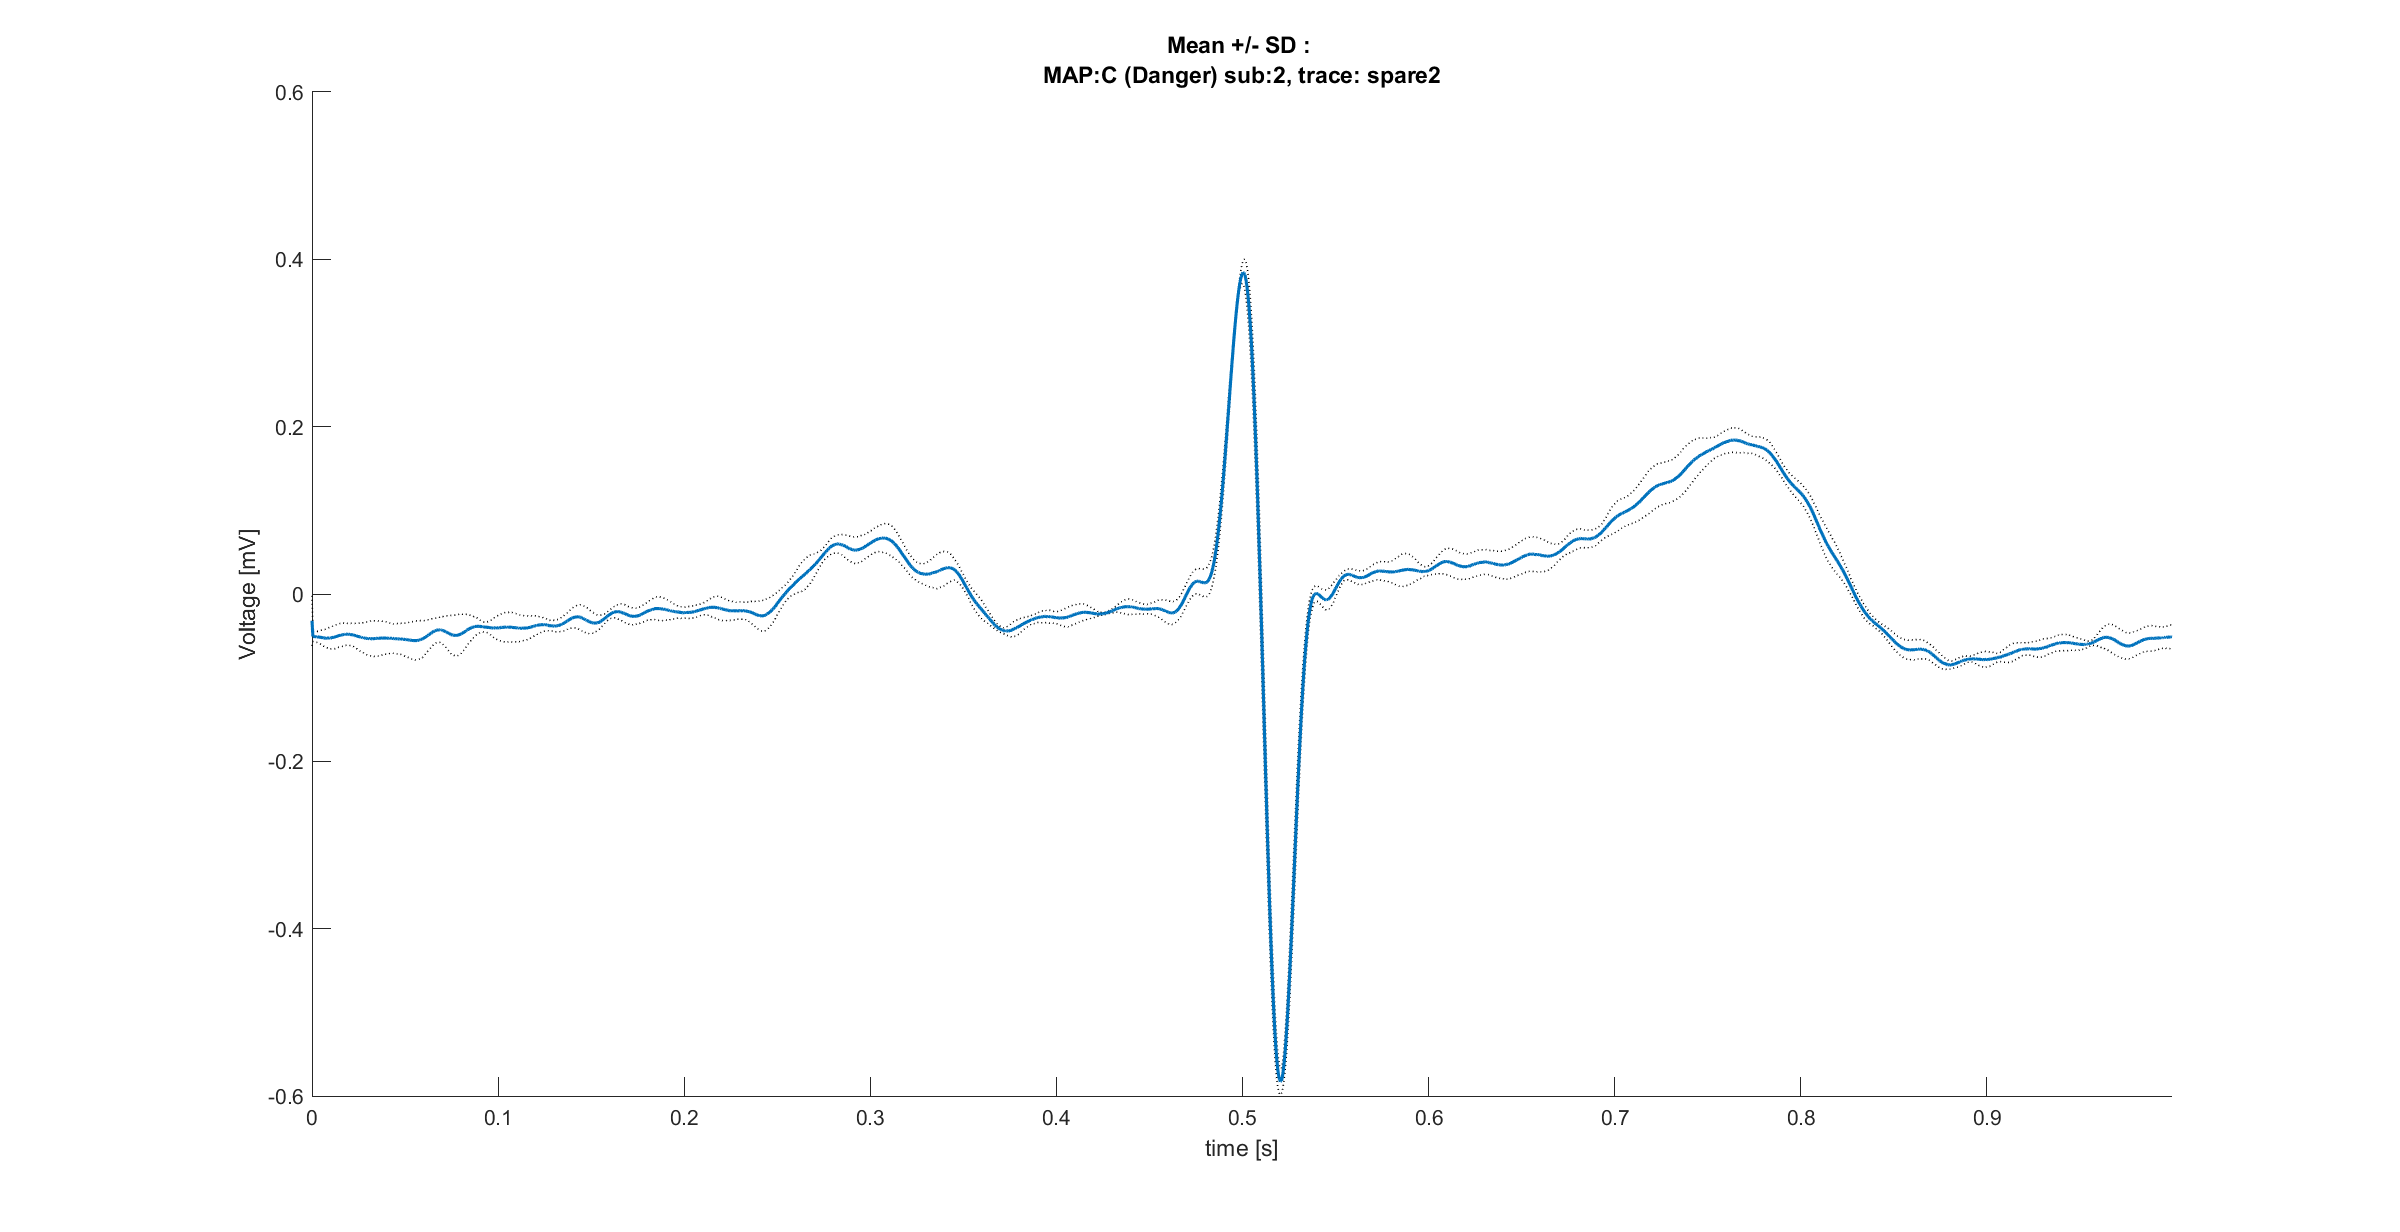 Mean +/- SD :
MAP:C (Danger) sub:2, trace: spare2
0.6
0.4
0.2
0
-0.2
-0.4
-0.6
Voltage [mV]
0 0.1 0.2 0.3 0.4 0.5 0.6 0.7 0.8 0.9
time [s]